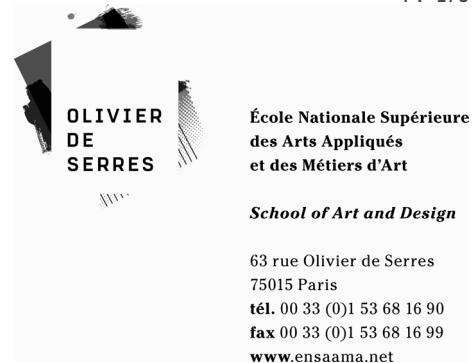 OLIVIER
DE
SERRES
École Nationale Supérieure
des Arts Appliqués
et des Métiers d'Art
School of Art and Design
63 rue Olivier de Serres
75015 Paris
tél. 00 33 (0)1 53 68 16 90
fax 00 33 (0)1 53 68 16 99
www.ensaama.net